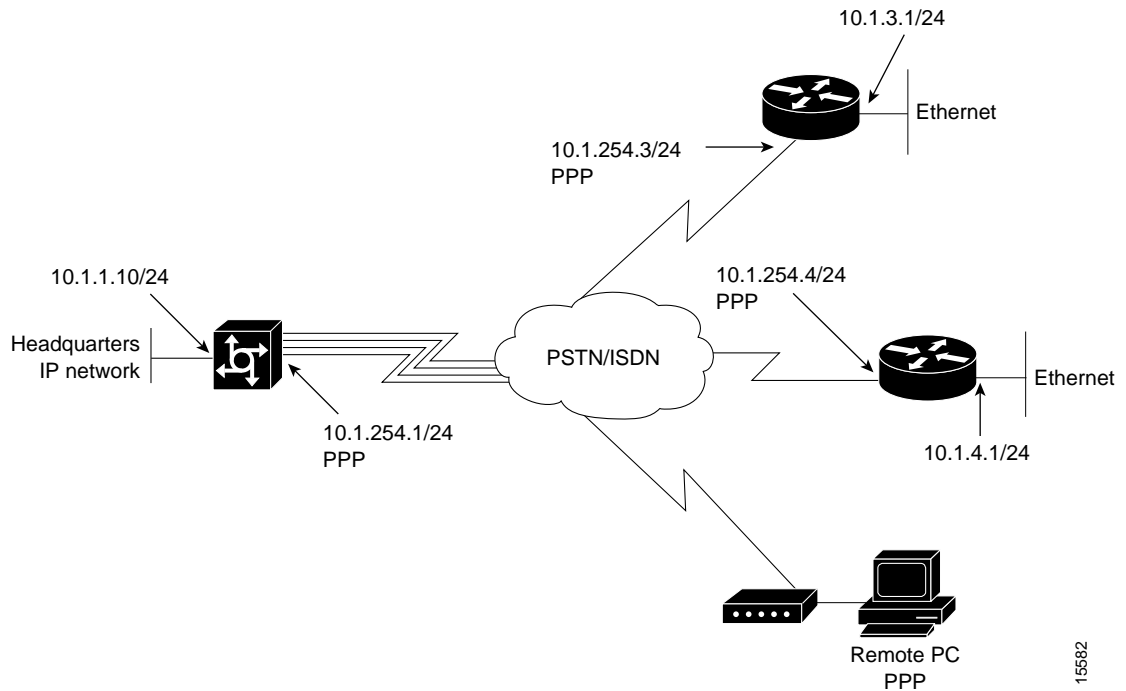 10.1.3.1/24
Ethernet
10.1.254.3/24
PPP
10.1.1.10/24
10.1.254.4/24
PPP
Headquarters
IP network
PSTN/ISDN
Ethernet
10.1.254.1/24
PPP
10.1.4.1/24
Remote PC
PPP
15582